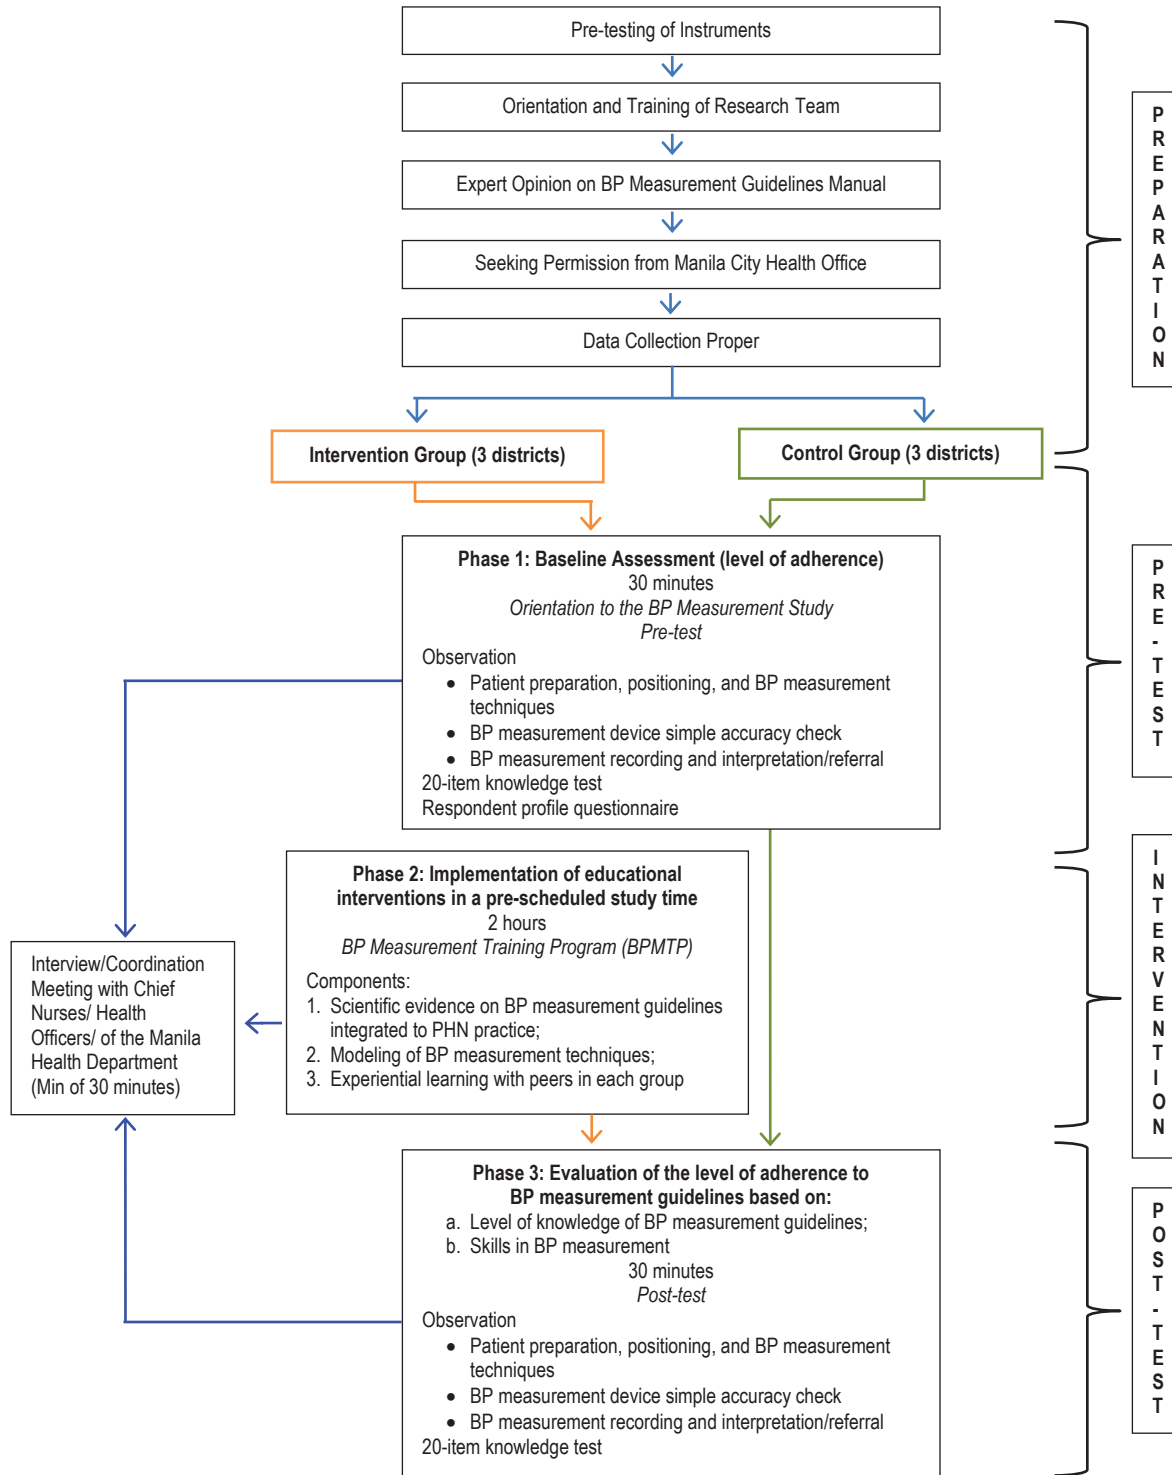 Pre-testing of Instruments
Orientation and Training of Research Team
Expert Opinion on BP Measurement Guidelines Manual
Seeking Permission from Manila City Health Office
Data Collection Proper
PREPARATION
Intervention Group (3 districts)
Control Group (3 districts)
Phase 1: Baseline Assessment (level of adherence)
30 minutes
Orientation to the BP Measurement Study
Pre-test
Observation
• Patient preparation, positioning, and BP measurement
techniques
• BP measurement device simple accuracy check
• BP measurement recording and interpretation/referral
20-item knowledge test
Respondent profile questionnaire
PRE-TEST
Phase 2: Implementation of educational
interventions in a pre-scheduled study time
2 hours
BP Measurement Training Program (BPMTP)
Components:
1. Scientific evidence on BP measurement guidelines
integrated to PHN practice;
2. Modeling of BP measurement techniques;
3. Experiential learning with peers in each group
INTERVENTION
Interview/Coordination
Meeting with Chief
Nurses/ Health
Officers/ of the Manila
Health Department
(Min of 30 minutes)
Phase 3: Evaluation of the level of adherence to
BP measurement guidelines based on:
a. Level of knowledge of BP measurement guidelines;
b. Skills in BP measurement
30 minutes
Post-test
Observation
• Patient preparation, positioning, and BP measurement
techniques
• BP measurement device simple accuracy check
• BP measurement recording and interpretation/referral
20-item knowledge test
POST-TEST